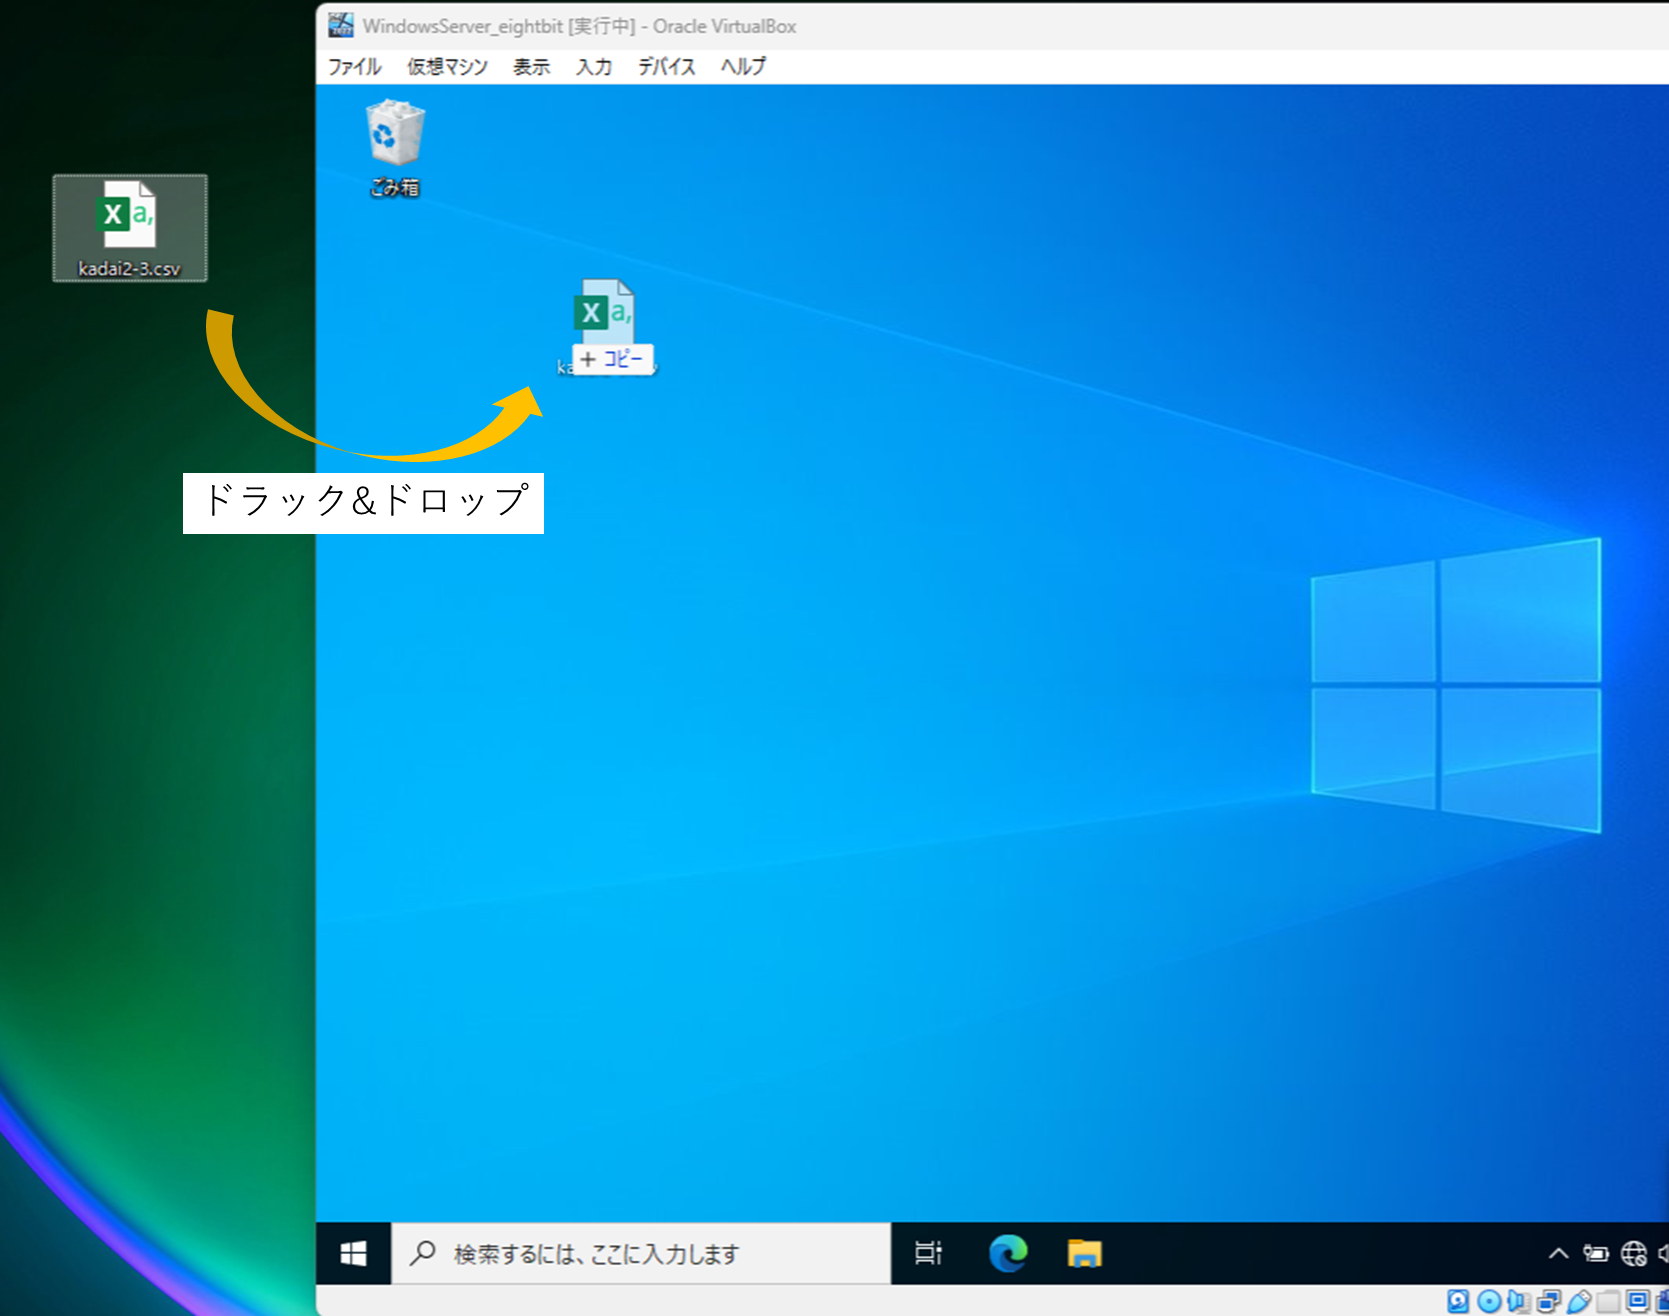 WindowsServer_eightbit [実行中] - Oracle VirtualBox
ファイル 仮想マシン 表示 入力 デバイス ヘルプ
ごみ箱
X a,
kadai2-3.csv
X a,
+ コピー
ドラック&ドロップ
検索するには、ここに入力します